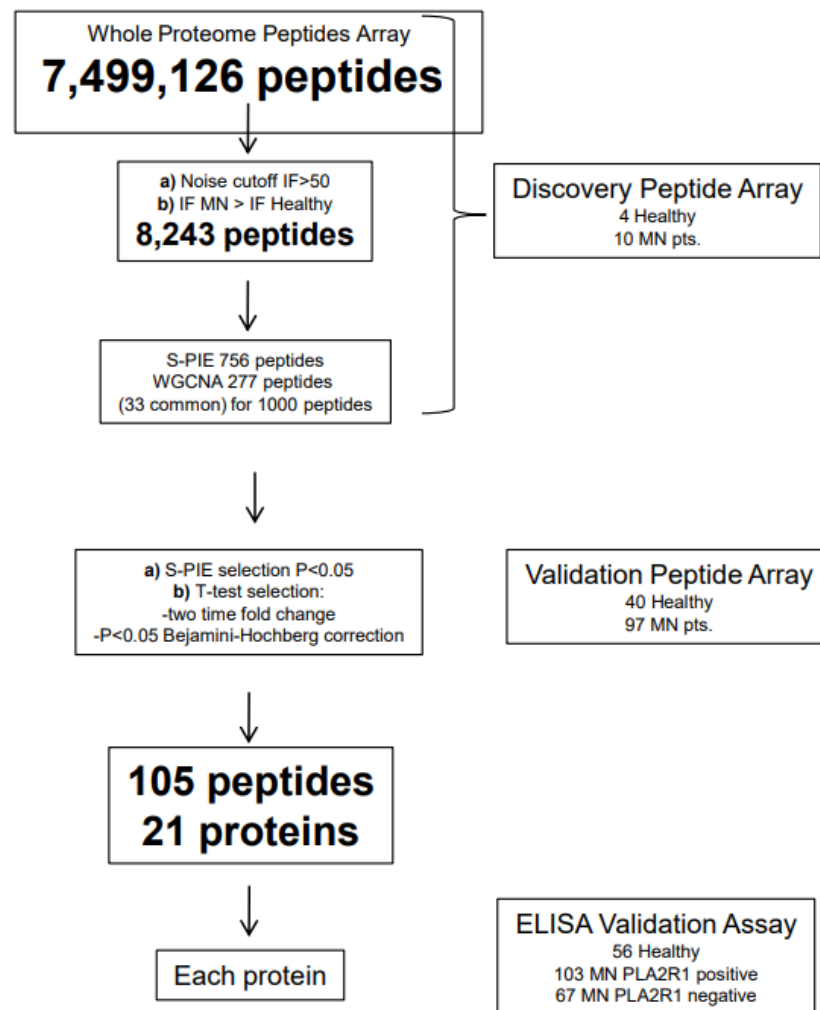 Whole Proteome Peptides Array
7,499,126 peptides
a) Noise cutoff IF>50
b) IF MN > IF Healthy
8,243 peptides
Discovery Peptide Array
4 Healthy
10 MN pts.
S-PIE 756 peptides
WGCNA 277 peptides
(33 common) for 1000 peptides
a) S-PIE selection P<0.05
b) T-test selection:
-two time fold change
-P<0.05 Bejamini-Hochberg correction
Validation Peptide Array
40 Healthy
97 MN pts.
105 peptides
21 proteins
Each protein
ELISA Validation Assay
56 Healthy
103 MN PLA2R1 positive
67 MN PLA2R1 negative